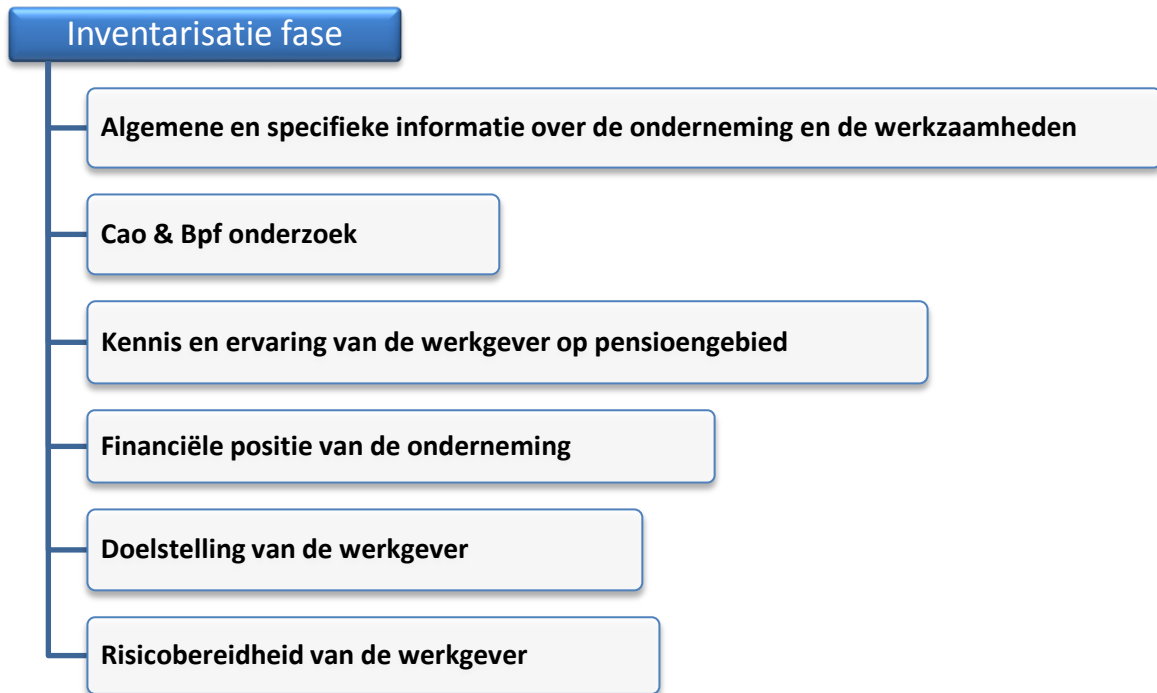 Inventarisatie fase
Algemene en specifieke informatie over de onderneming en de werkzaamheden
Cao & Bpf onderzoek
Kennis en ervaring van de werkgever op pensioengebied
Financiële positie van de onderneming
Doelstelling van de werkgever
Risicobereidheid van de werkgever